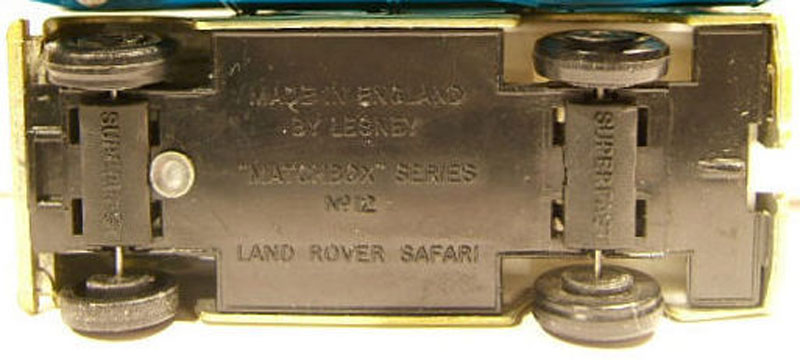 MADE IN ENGLAND
BY LESNEY
"MATCHBOX" SERIES
Nº 12
LAND ROVER SAFARI
SUPERFAST
SUPERFAST